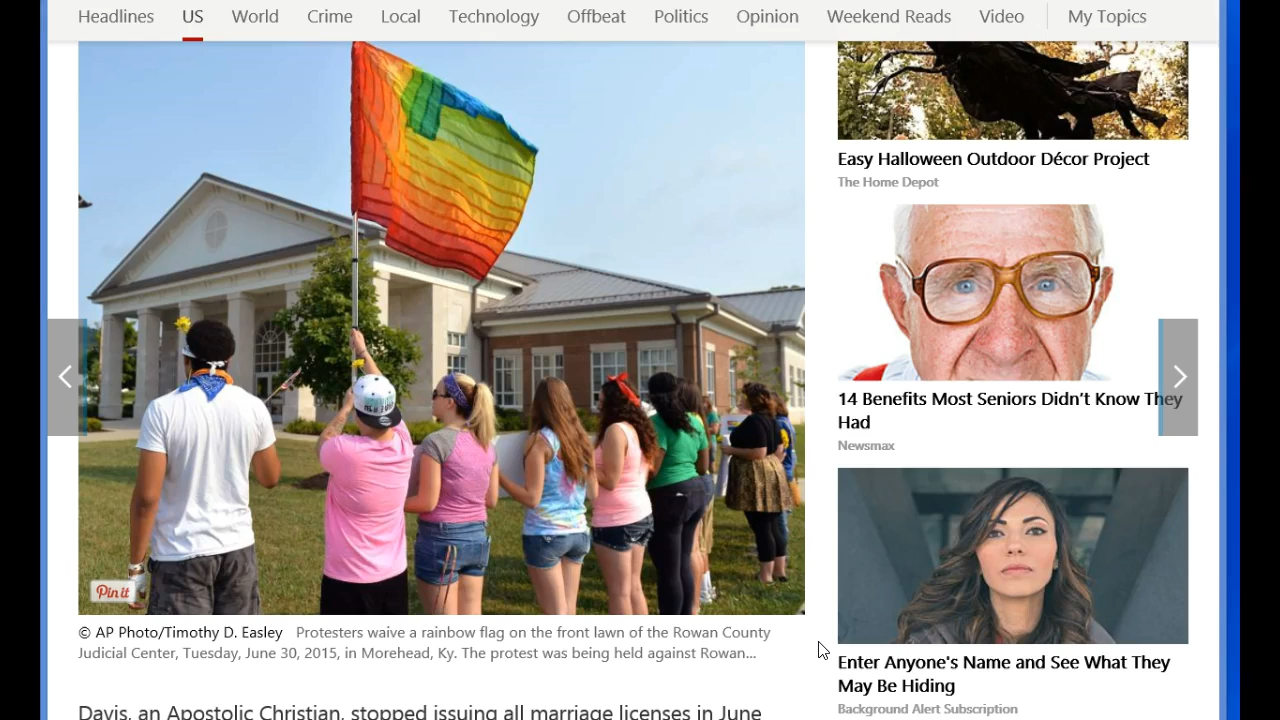 Headlines US World Crime Local Technology Offbeat Politics Opinion Weekend Reads Video My Topics
Pin it
© AP Photo/Timothy D. Easley Protesters waive a rainbow flag on the front lawn of the Rowan County
Judicial Center, Tuesday, June 30, 2015, in Morehead, Ky. The protest was being held against Rowan...
Davis, an Apostolic Christian, stopped issuing all marriage licenses in June
Easy Halloween Outdoor Décor Project
The Home Depot
14 Benefits Most Seniors Didn't Know They
Had
Newsmax
Enter Anyone's Name and See What They
May Be Hiding
Background Alert Subscription